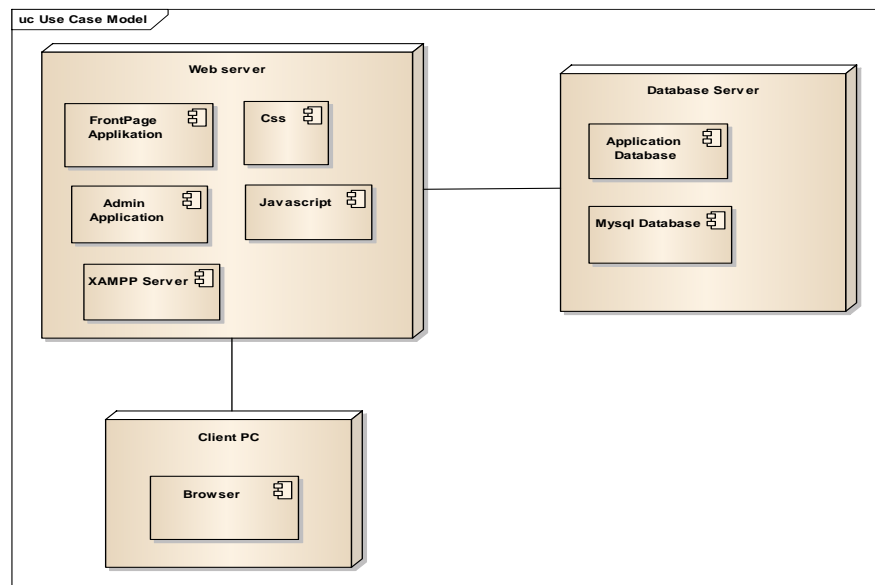 uc Use Case Model
Web server
FrontPage
Applikation
Css
Admin
Application
Javascript
XAMPP Server
Database Server
Application
Database
Mysql Database
Client PC
Browser